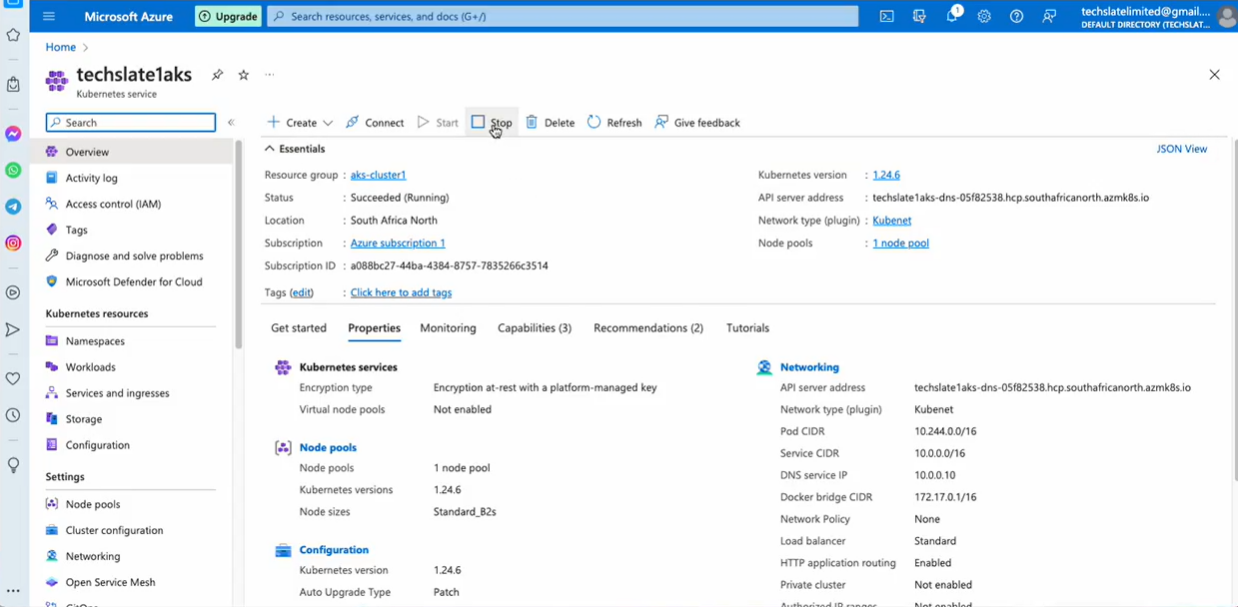 Microsoft Azure
Upgrade
Search resources, services, and docs (G+/)
1
techslatelimited@gmail....
DEFAULT DIRECTORY (TECHSLAT...
Home
techslate1aks
Kubernetes service
Search
Create
Connect
Start
Stop
Delete
Refresh
Give feedback
Overview
Activity log
Access control (IAM)
Tags
Diagnose and solve problems
Microsoft Defender for Cloud
Kubernetes resources
Namespaces
Workloads
Services and ingresses
Storage
Configuration
Settings
Node pools
Cluster configuration
Networking
Open Service Mesh
GitOps
Essentials
JSON View
Resource group : aks-cluster1
Status : Succeeded (Running)
Location : South Africa North
Subscription : Azure subscription 1
Subscription ID : a088bc27-44ba-4384-8757-7835266c3514
Tags (edit) : Click here to add tags
Kubernetes version : 1.24.6
API server address : techslate1aks-dns-05f82538.hcp.southafricanorth.azmk8s.io
Network type (plugin) : Kubenet
Node pools : 1 node pool
Get started Properties Monitoring Capabilities (3) Recommendations (2) Tutorials
Kubernetes services
Encryption type Encryption at-rest with a platform-managed key
Virtual node pools Not enabled
Node pools
Node pools 1 node pool
Kubernetes versions 1.24.6
Node sizes Standard_B2s
Configuration
Kubernetes version 1.24.6
Auto Upgrade Type Patch
Networking
API server address techslate1aks-dns-05f82538.hcp.southafricanorth.azmk8s.io
Network type (plugin) Kubenet
Pod CIDR 10.244.0.0/16
Service CIDR 10.0.0.0/16
DNS service IP 10.0.0.10
Docker bridge CIDR 172.17.0.1/16
Network Policy None
Load balancer Standard
HTTP application routing Enabled
Private cluster Not enabled
Authorized IP ranges Not enabled